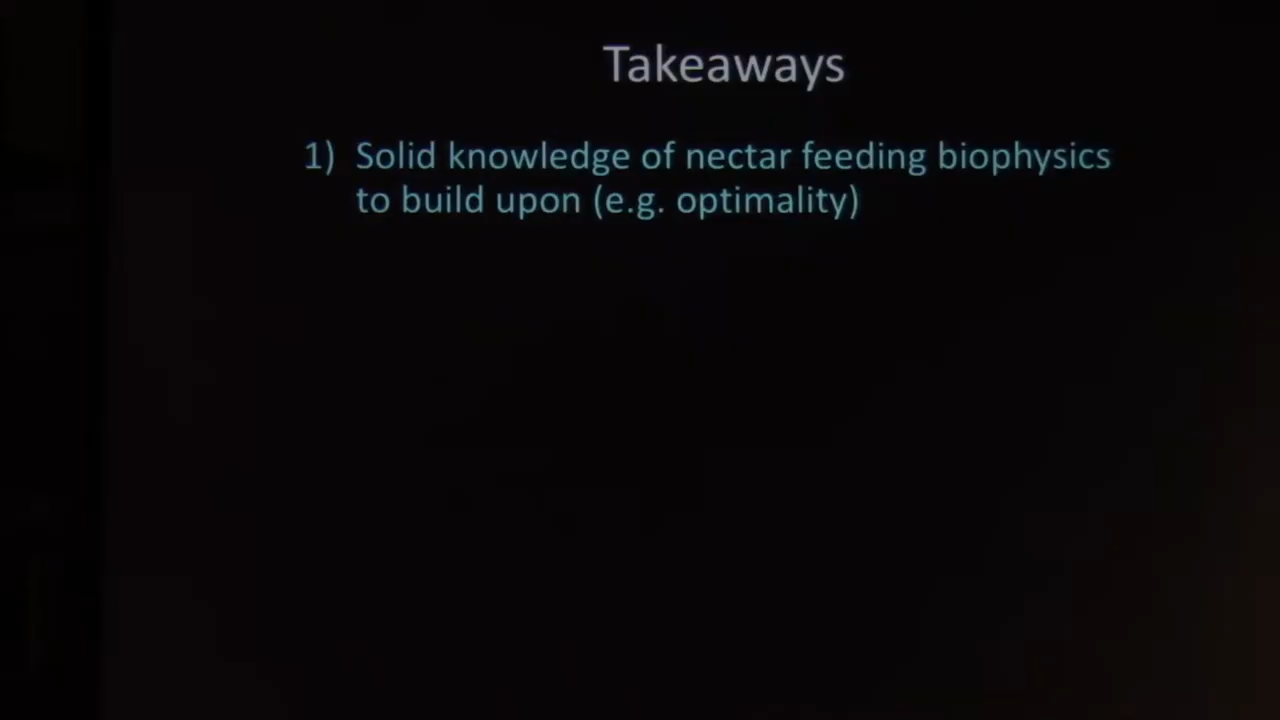 Takeaways
1) Solid knowledge of nectar feeding biophysics
to build upon (e.g. optimality)